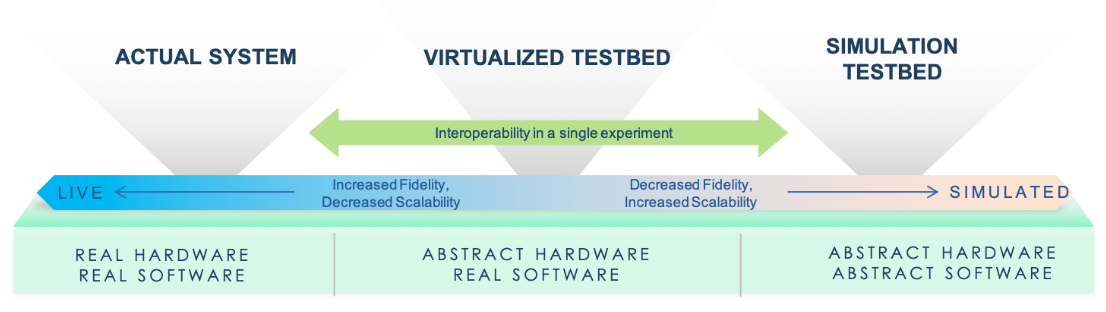 ACTUAL SYSTEM
VIRTUALIZED TESTBED
SIMULATION
TESTBED
Interoperability in a single experiment
LIVE
Increased Fidelity,
Decreased Scalability
Decreased Fidelity,
Increased Scalability
SIMULATED
REAL HARDWARE
REAL SOFTWARE
ABSTRACT HARDWARE
REAL SOFTWARE
ABSTRACT HARDWARE
ABSTRACT SOFTWARE